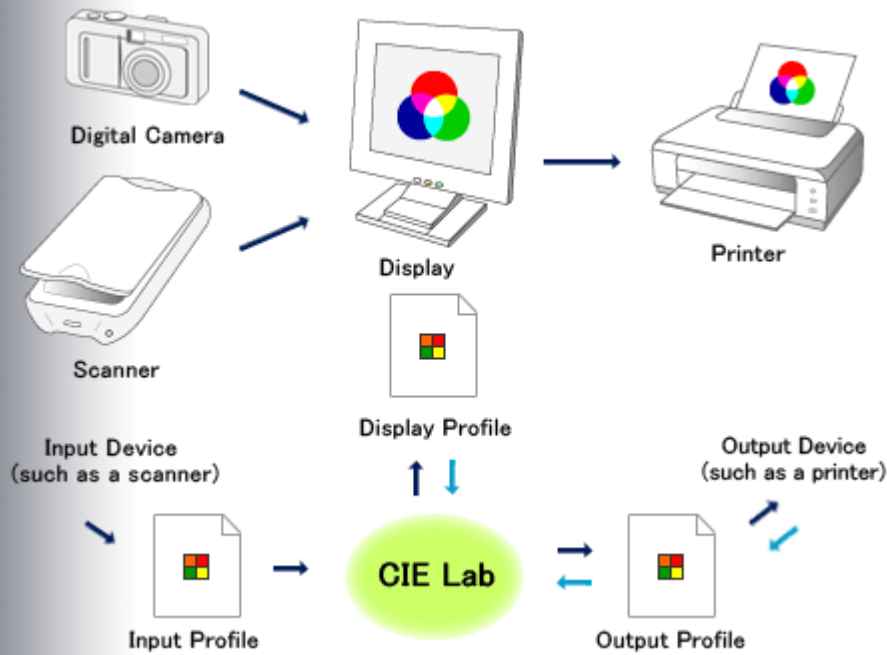 Digital Camera
Scanner
Display
Printer
Display Profile
Input Device
(such as a scanner)
Output Device
(such as a printer)
CIE Lab
Input Profile
Output Profile